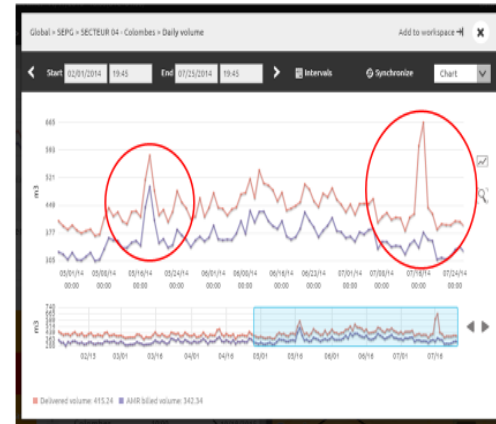 Global > SEPG > SECTEUR 04 - Colombes > Daily volume
Add to workspace
Start 02/01/2014 19:45 End 07/25/2014 19:45 Intervals Synchronize Chart
665
593
521
449
377
305
m3
05/01/14 05/08/14 05/16/14 05/24/14 06/01/14 06/16/14 06/23/14 07/01/14 07/08/14 07/16/14 07/24/14
00:00 00:00 00:00 00:00 00:00 00:00 00:00 00:00 00:00 00:00 00:00 00:00
740
m3
02/15 03/01 03/16 04/01 04/16 05/01 05/16 06/01 06/16 07/01 07/16
Delivered volume: 415,24 AMR billed volume: 342,34